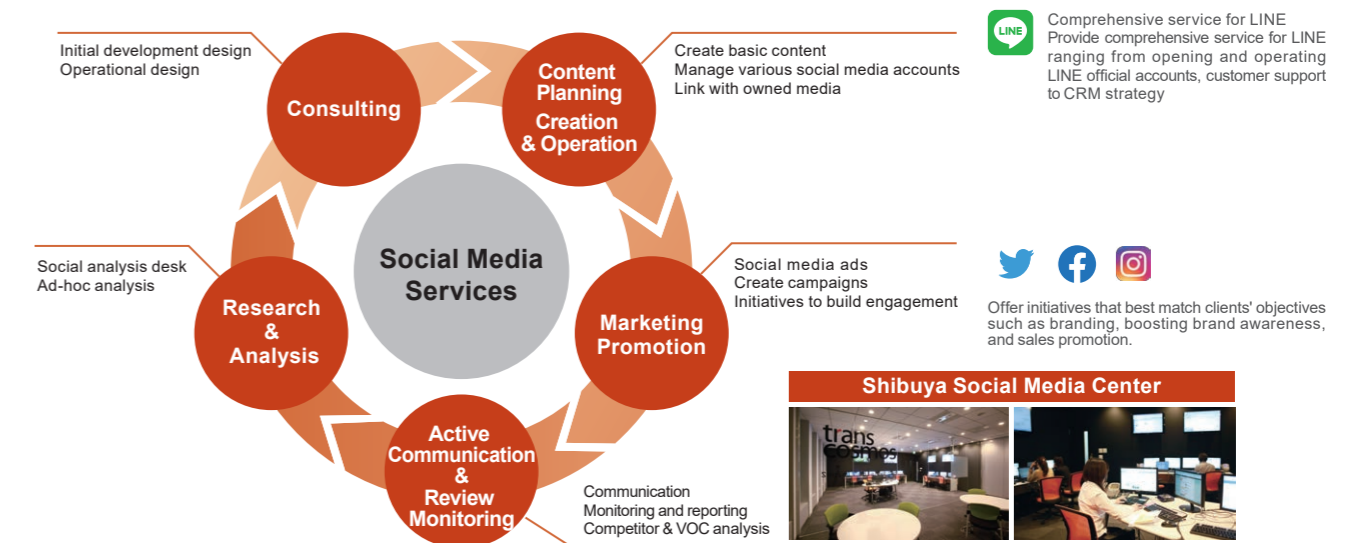 Initial development design
Operational design
Consulting
Content
Planning
Creation
& Operation
Create basic content
Manage various social media accounts
Link with owned media
LINE
Comprehensive service for LINE
Provide comprehensive service for LINE
ranging from opening and operating
LINE official accounts, customer support
to CRM strategy
Social Media
Services
Social analysis desk
Ad-hoc analysis
Research
&
Analysis
Marketing
Promotion
Social media ads
Create campaigns
Initiatives to build engagement
Offer initiatives that best match clients' objectives
such as branding, boosting brand awareness,
and sales promotion.
Active
Communication
&
Review
Monitoring
Communication
Monitoring and reporting
Competitor & VOC analysis
Shibuya Social Media Center
trans
cosmos